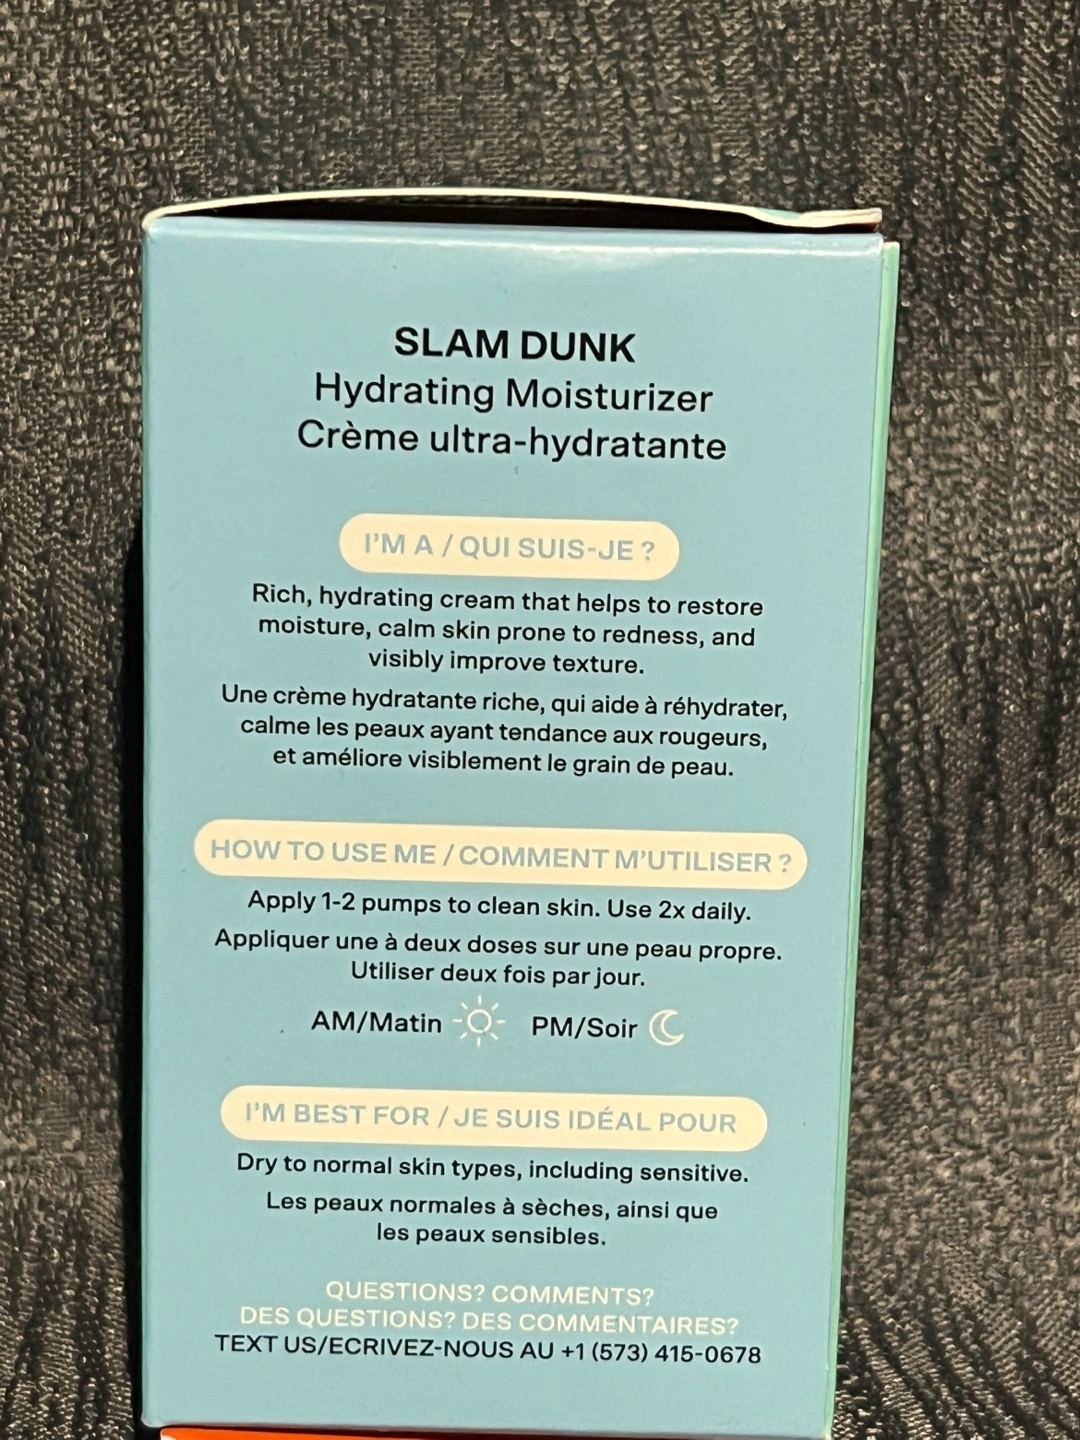 SLAM DUNK
Hydrating Moisturizer
Crème ultra-hydratante
I'M A / QUI SUIS-JE ?
Rich, hydrating cream that helps to restore
moisture, calm skin prone to redness, and
visibly improve texture.
Une crème hydratante riche, qui aide à réhydrater,
calme les peaux ayant tendance aux rougeurs,
et améliore visiblement le grain de peau.
HOW TO USE ME / COMMENT M'UTILISER ?
Apply 1-2 pumps to clean skin. Use 2x daily.
Appliquer une à deux doses sur une peau propre.
Utiliser deux fois par jour.
AM/Matin PM/Soir
I'M BEST FOR / JE SUIS IDÉAL POUR
Dry to normal skin types, including sensitive.
Les peaux normales à sèches, ainsi que
les peaux sensibles.
QUESTIONS? COMMENTS?
DES QUESTIONS? DES COMMENTAIRES?
TEXT US/ECRIVEZ-NOUS AU +1 (573) 415-0678